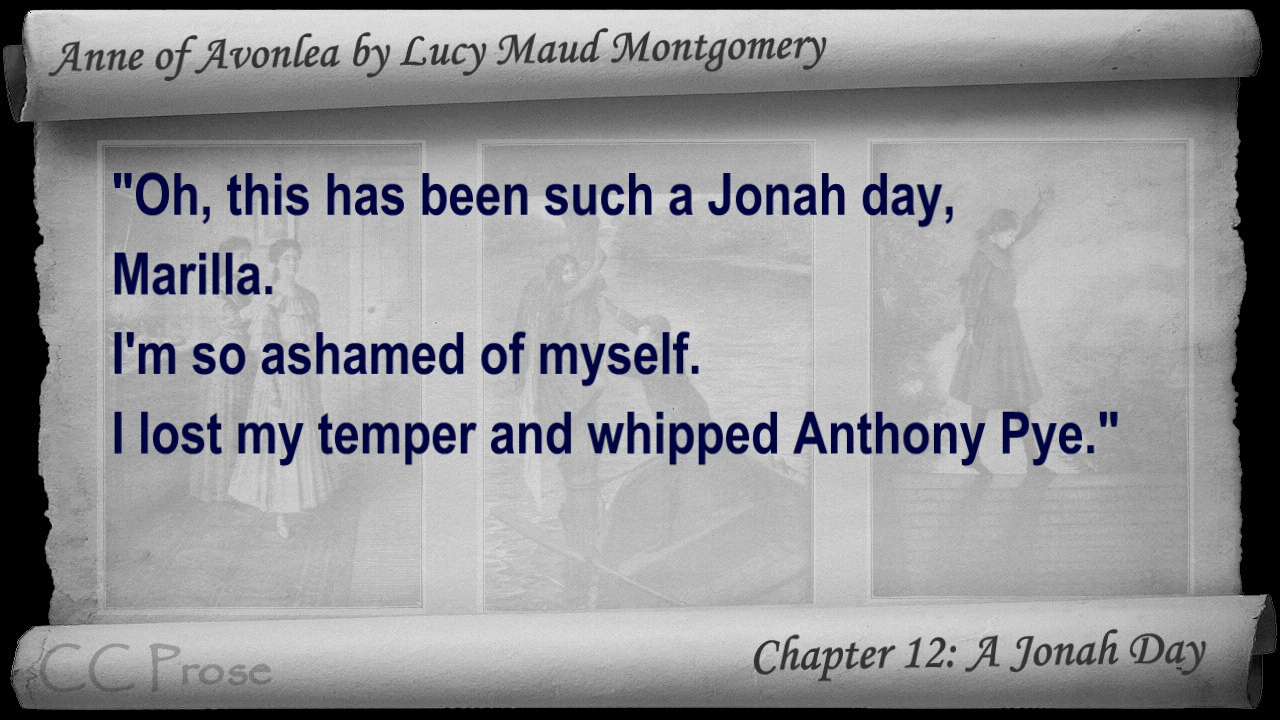 Anne of Avonlea by Lucy Maud Montgomery
"Oh, this has been such a Jonah day,
Marilla.
I'm so ashamed of myself.
I lost my temper and whipped Anthony Pye."
CC Prose
Chapter 12: A Jonah Day